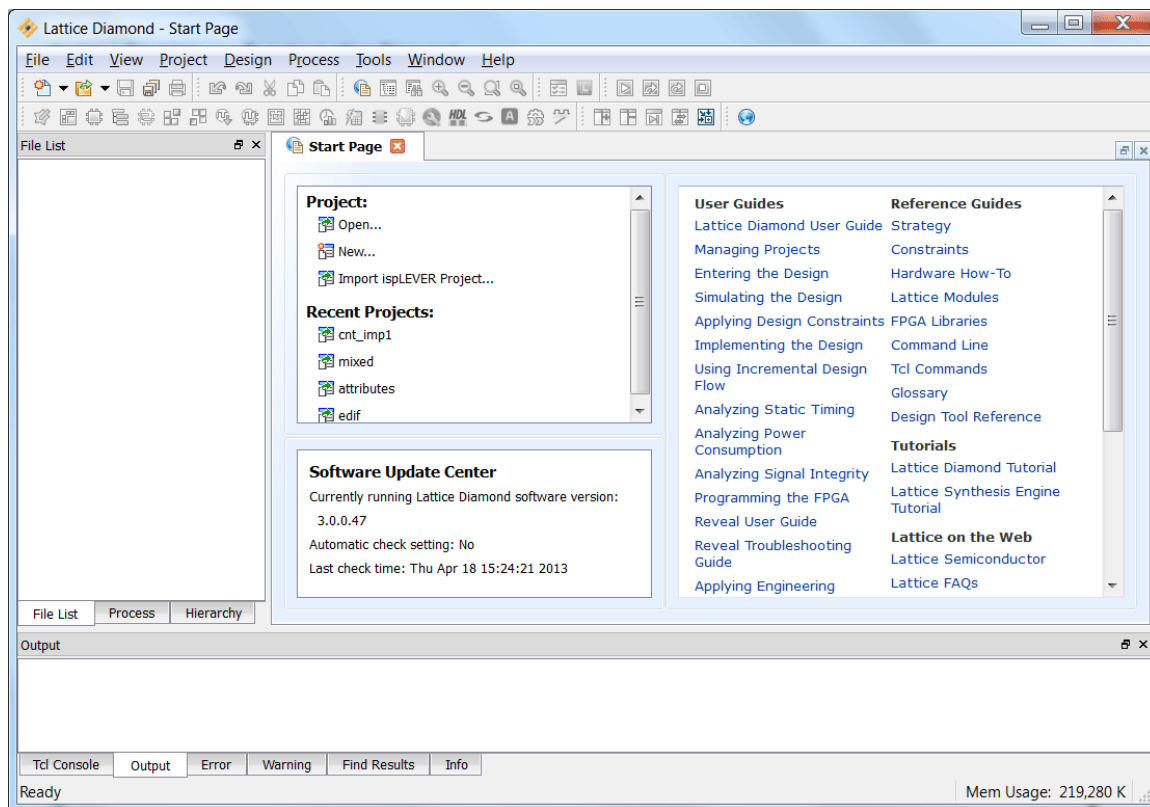 Lattice Diamond - Start Page
File Edit View Project Design Process Tools Window Help
HDL
A
File List
Start Page
Project:
Open...
New...
Import ispLEVER Project...
Recent Projects:
cnt_imp1
mixed
attributes
edif
Software Update Center
Currently running Lattice Diamond software version:
3.0.0.47
Automatic check setting: No
Last check time: Thu Apr 18 15:24:21 2013
User Guides
Lattice Diamond User Guide
Managing Projects
Entering the Design
Simulating the Design
Applying Design Constraints
Implementing the Design
Using Incremental Design
Flow
Analyzing Static Timing
Analyzing Power
Consumption
Analyzing Signal Integrity
Programming the FPGA
Reveal User Guide
Reveal Troubleshooting
Guide
Applying Engineering
Reference Guides
Strategy
Constraints
Hardware How-To
Lattice Modules
FPGA Libraries
Command Line
Tcl Commands
Glossary
Design Tool Reference
Tutorials
Lattice Diamond Tutorial
Lattice Synthesis Engine
Tutorial
Lattice on the Web
Lattice Semiconductor
Lattice FAQs
File List Process Hierarchy
Output
Tcl Console Output Error Warning Find Results Info
Ready Mem Usage: 219,280 K